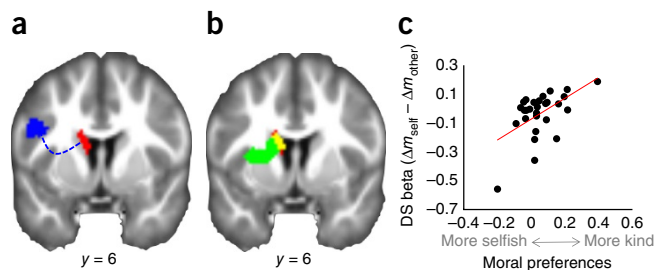 a
b
c
y = 6
y = 6
DS beta (Δm_self − Δm_other)
0.3
0.1
−0.1
−0.3
−0.5
−0.7
−0.4 −0.2 0 0.2 0.4 0.6
More selfish ⟷ More kind
Moral preferences